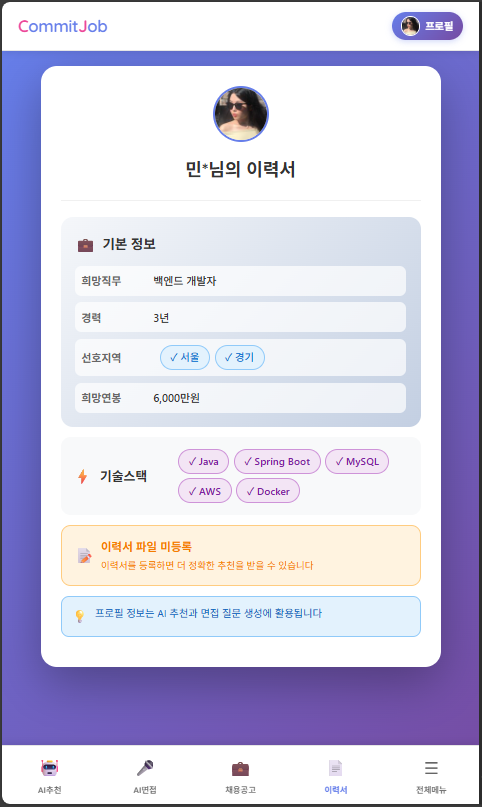 CommitJob
프로필
민*님의 이력서
기본 정보
희망직무 백엔드 개발자
경력 3년
선호지역 ✓ 서울 ✓ 경기
희망연봉 6,000만원
기술스택
✓ Java ✓ Spring Boot ✓ MySQL
✓ AWS ✓ Docker
이력서 파일 미등록
이력서를 등록하면 더 정확한 추천을 받을 수 있습니다
프로필 정보는 AI 추천과 면접 질문 생성에 활용됩니다
AI추천 AI면접 채용공고 이력서 전체메뉴